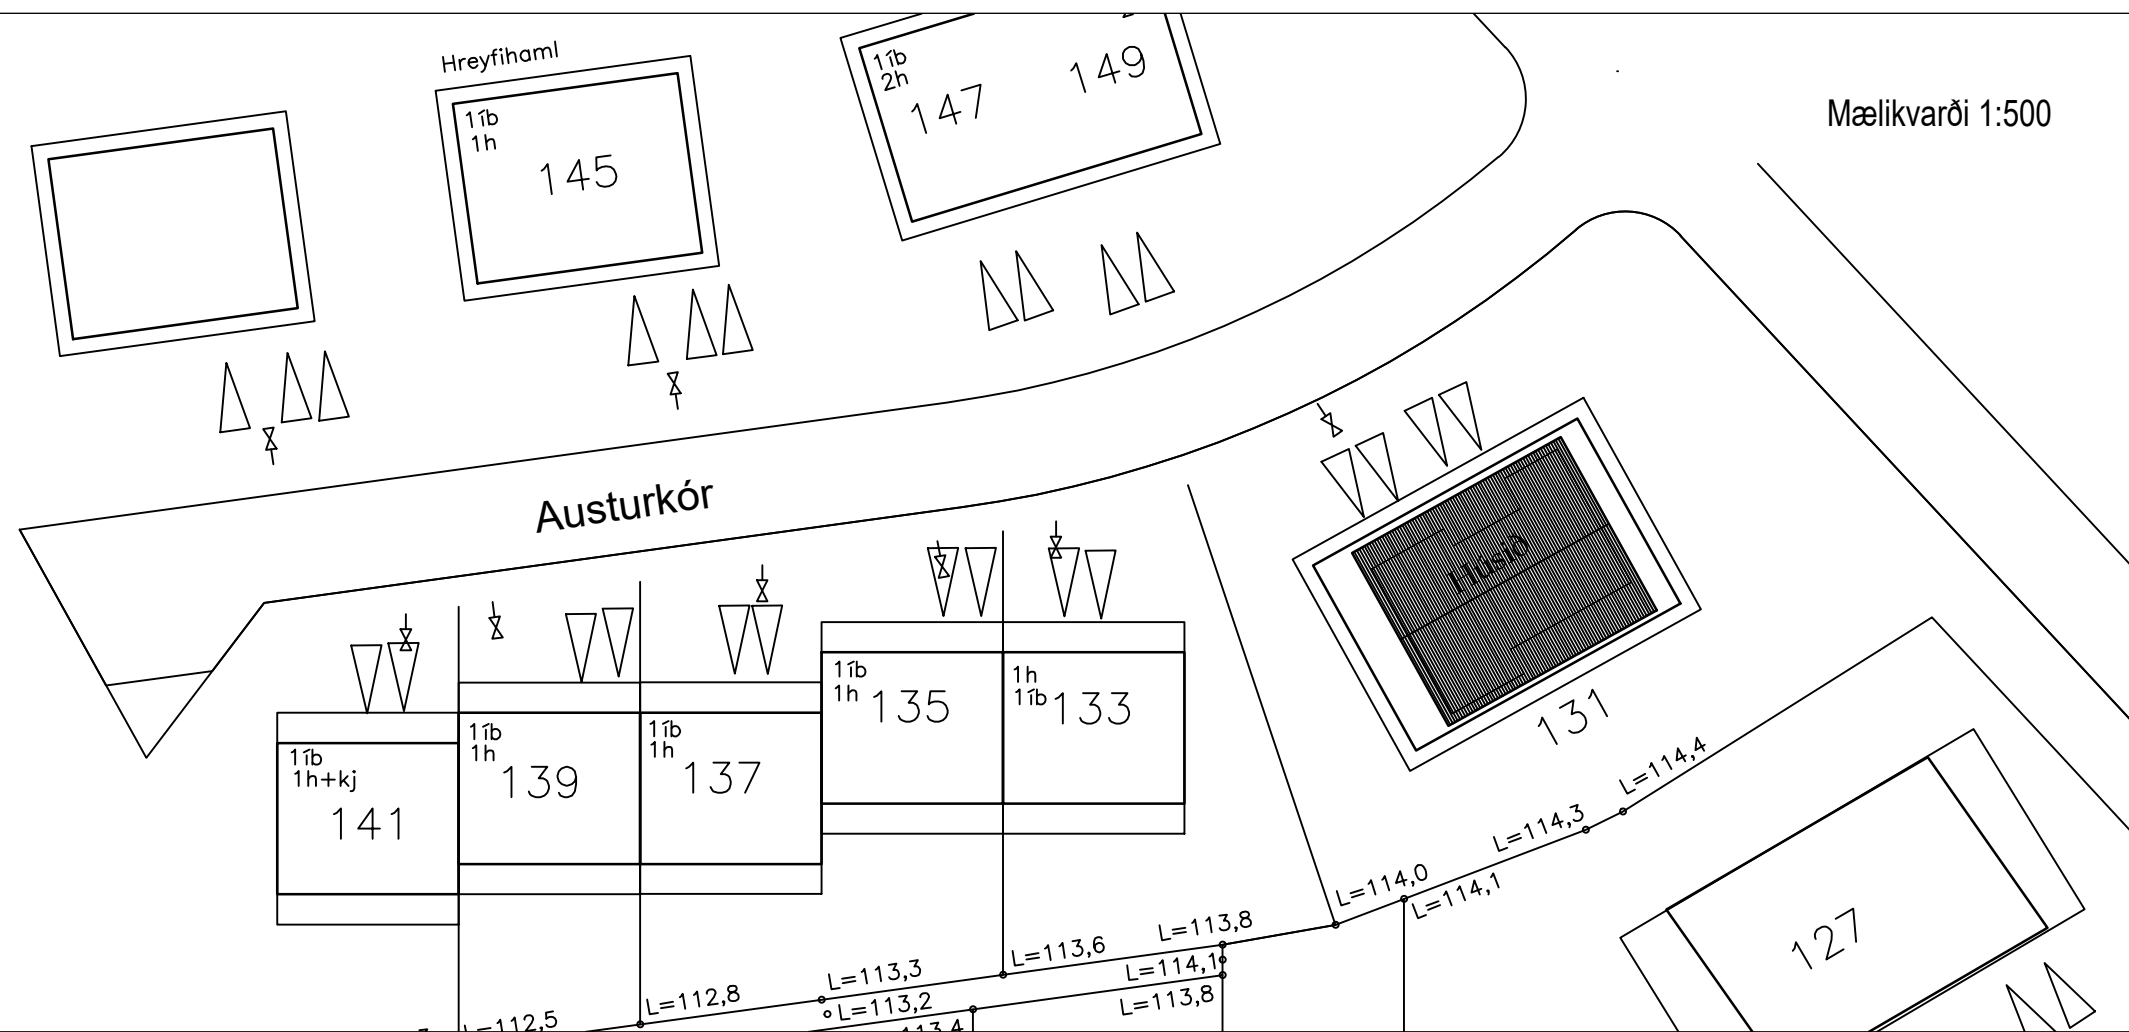 Hreyfihaml
1íb
1h
145
1íb
2h
147
149
Mælikvarði 1:500
Austurkór
Húsið
131
1íb
1h
135
1h
1íb
133
1íb
1h
139
1íb
1h
137
1íb
1h+kj
141
L=114,4
L=114,3
L=114,0
L=114,1
127
L=113,8
L=113,6
L=114,1
L=113,3
L=113,8
L=112,8
L=113,2
L=112,5
113,4